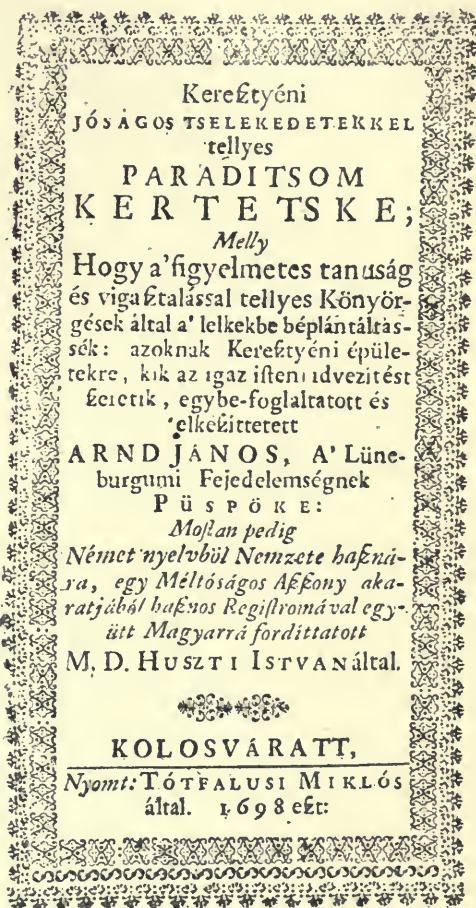 Kereſztyéni
JÓSÁGOS TSELEKEDETEKKEL
tellyes
PARADITSOM
KERTETSKE;
Melly
Hogy a' figyelmetes tanuság
és vigaſztalással tellyes Könyör-
gések által a' lelkekbe béplántáltas-
sék: azoknak Kereſztyéni épüle-
tekre, kik az igaz iſteni idvezitést
ſzeretik, egybe-foglaltatott és
elkéſzittetett
ARND JÁNOS, A' Lüne-
burgumi Fejedelemségnek
PÜSPÖKE:
Moſtan pedig
Német nyelvböl Nemzete haſzná-
ra, egy Méltóságos Aſſzony aka-
ratjából haſznos Regiſtromával egy-
ütt Magyarrá fordittatott
M. D. HUSZTI ISTVAN által.
KOLOSVÁRATT,
Nyomt: TÓTFALUSI MIKLÓS
által. 1698 eſzt: